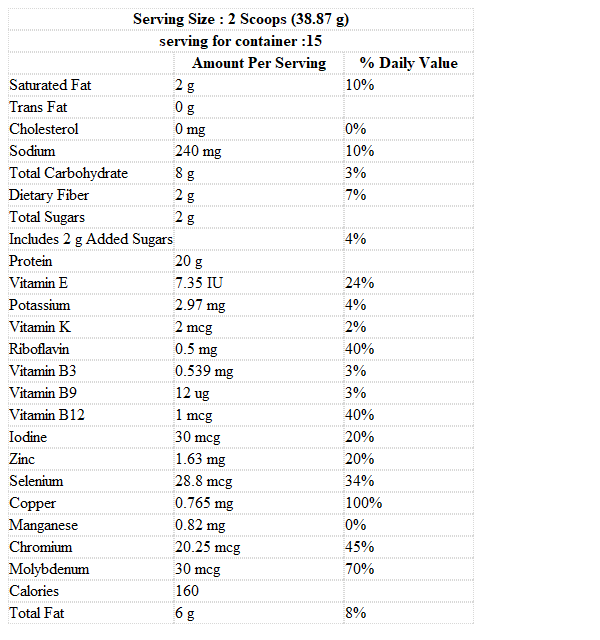 Serving Size : 2 Scoops (38.87 g)
serving for container :15
Amount Per Serving % Daily Value
Saturated Fat 2 g 10%
Trans Fat 0 g
Cholesterol 0 mg 0%
Sodium 240 mg 10%
Total Carbohydrate 8 g 3%
Dietary Fiber 2 g 7%
Total Sugars 2 g
Includes 2 g Added Sugars 4%
Protein 20 g
Vitamin E 7.35 IU 24%
Potassium 2.97 mg 4%
Vitamin K 2 mcg 2%
Riboflavin 0.5 mg 40%
Vitamin B3 0.539 mg 3%
Vitamin B9 12 ug 3%
Vitamin B12 1 mcg 40%
Iodine 30 mcg 20%
Zinc 1.63 mg 20%
Selenium 28.8 mcg 34%
Copper 0.765 mg 100%
Manganese 0.82 mg 0%
Chromium 20.25 mcg 45%
Molybdenum 30 mcg 70%
Calories 160
Total Fat 6 g 8%